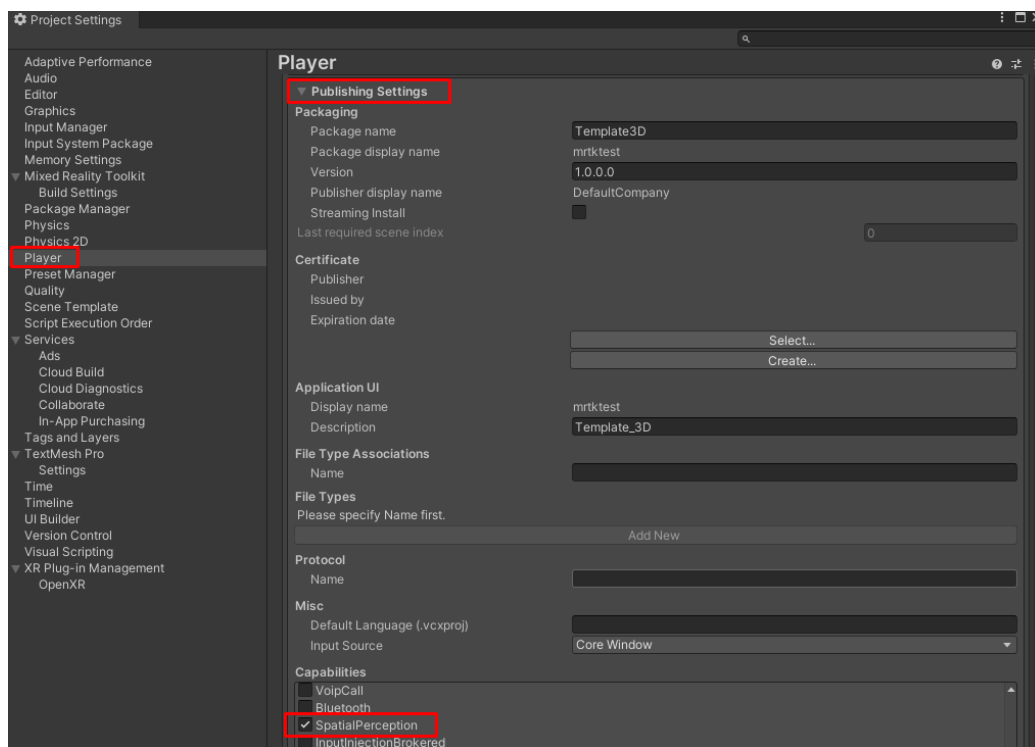 Project Settings
Adaptive Performance
Audio
Editor
Graphics
Input Manager
Input System Package
Memory Settings
Mixed Reality Toolkit
Build Settings
Package Manager
Physics
Physics 2D
Player
Preset Manager
Quality
Scene Template
Script Execution Order
Services
Ads
Cloud Build
Cloud Diagnostics
Collaborate
In-App Purchasing
Tags and Layers
TextMesh Pro
Settings
Time
Timeline
UI Builder
Version Control
Visual Scripting
XR Plug-in Management
OpenXR
Player
Publishing Settings
Packaging
Package name Template3D
Package display name mrtktest
Version 1.0.0.0
Publisher display name DefaultCompany
Streaming Install
Last required scene index 0
Certificate
Publisher
Issued by
Expiration date
Select...
Create...
Application UI
Display name mrtktest
Description Template_3D
File Type Associations
Name
File Types
Please specify Name first.
Add New
Protocol
Name
Misc
Default Language (.vcxproj)
Input Source Core Window
Capabilities
VoipCall
Bluetooth
SpatialPerception
InputInjectionBrokered